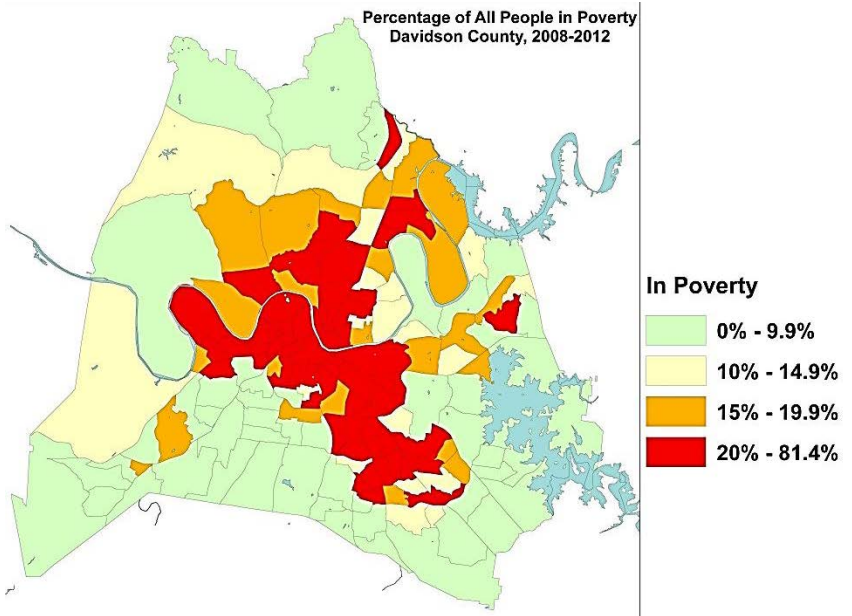 Percentage of All People in Poverty
Davidson County, 2008-2012
In Poverty
0% - 9.9%
10% - 14.9%
15% - 19.9%
20% - 81.4%